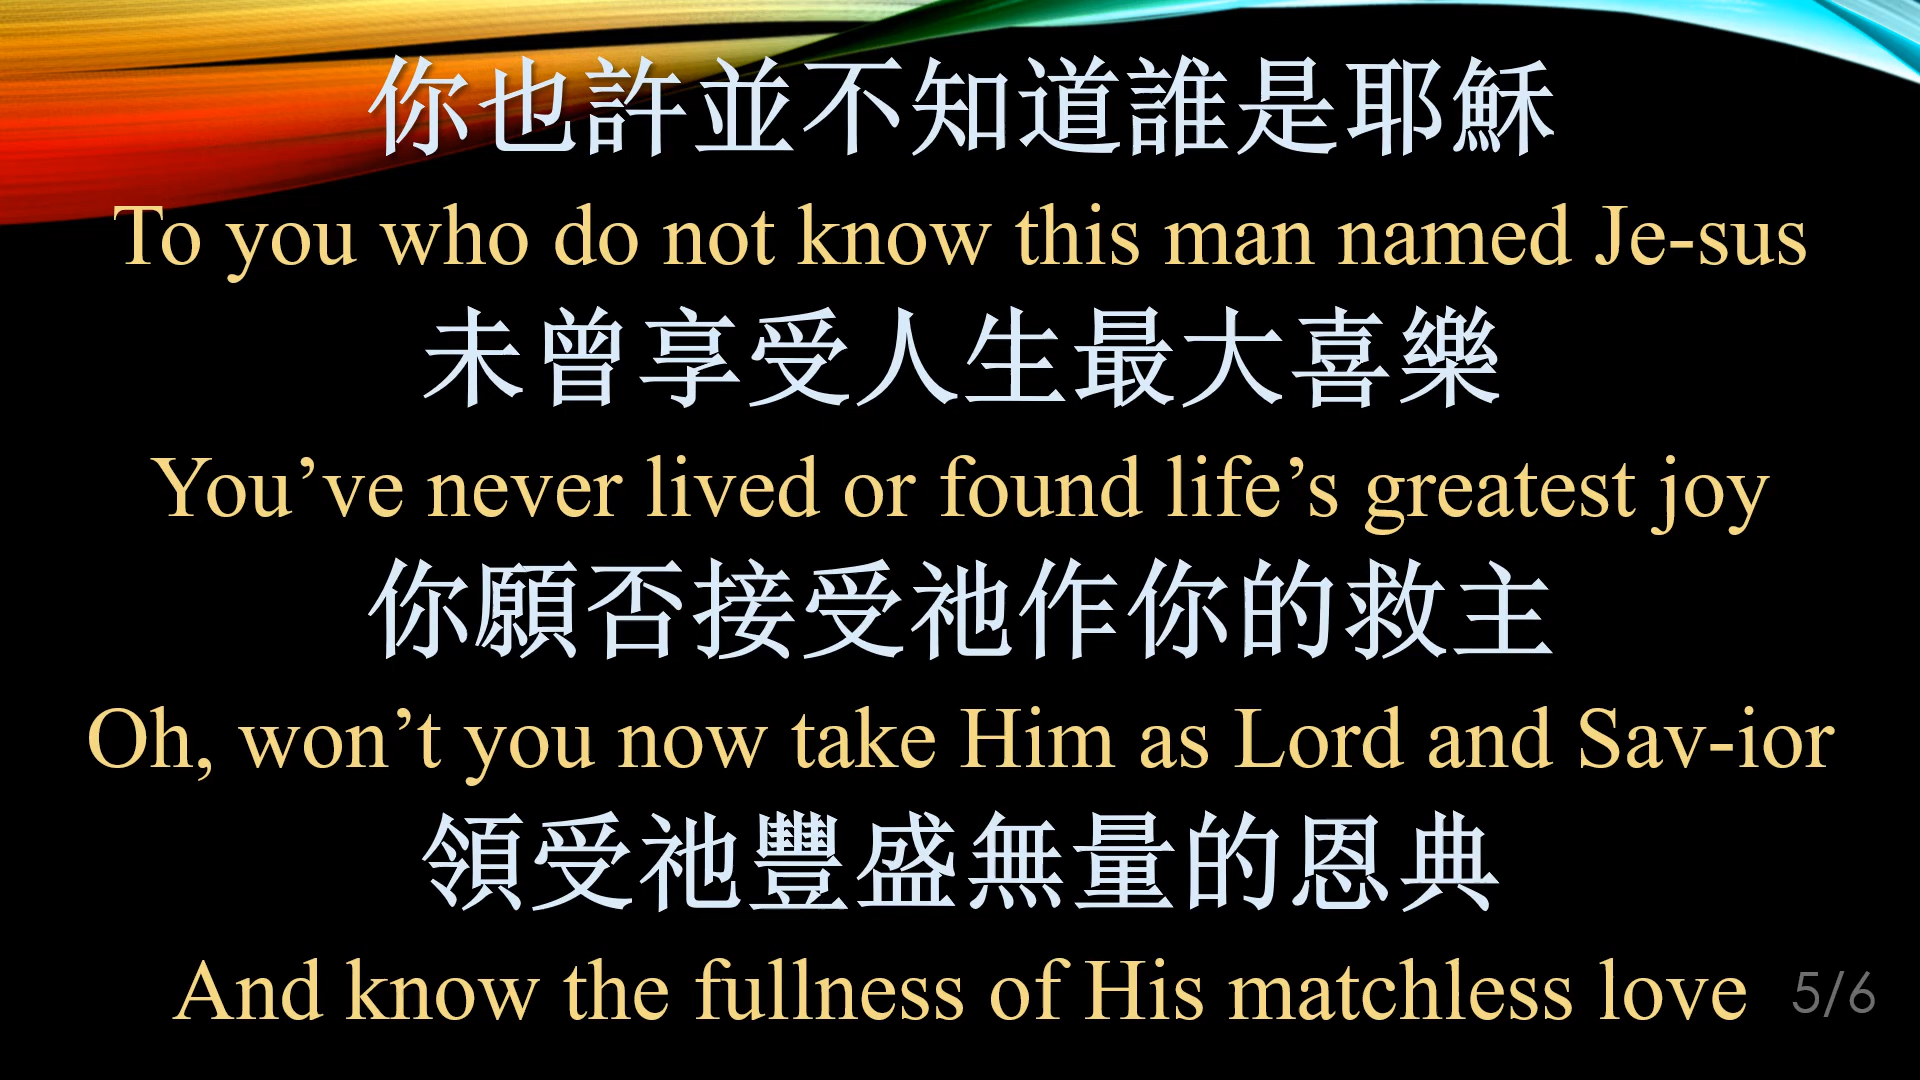 你也許並不知道誰是耶穌
To you who do not know this man named Je-sus
未曾享受人生最大喜樂
You’ve never lived or found life’s greatest joy
你願否接受祂作你的救主
Oh, won’t you now take Him as Lord and Sav-ior
領受祂豐盛無量的恩典
And know the fullness of His matchless love
5/6